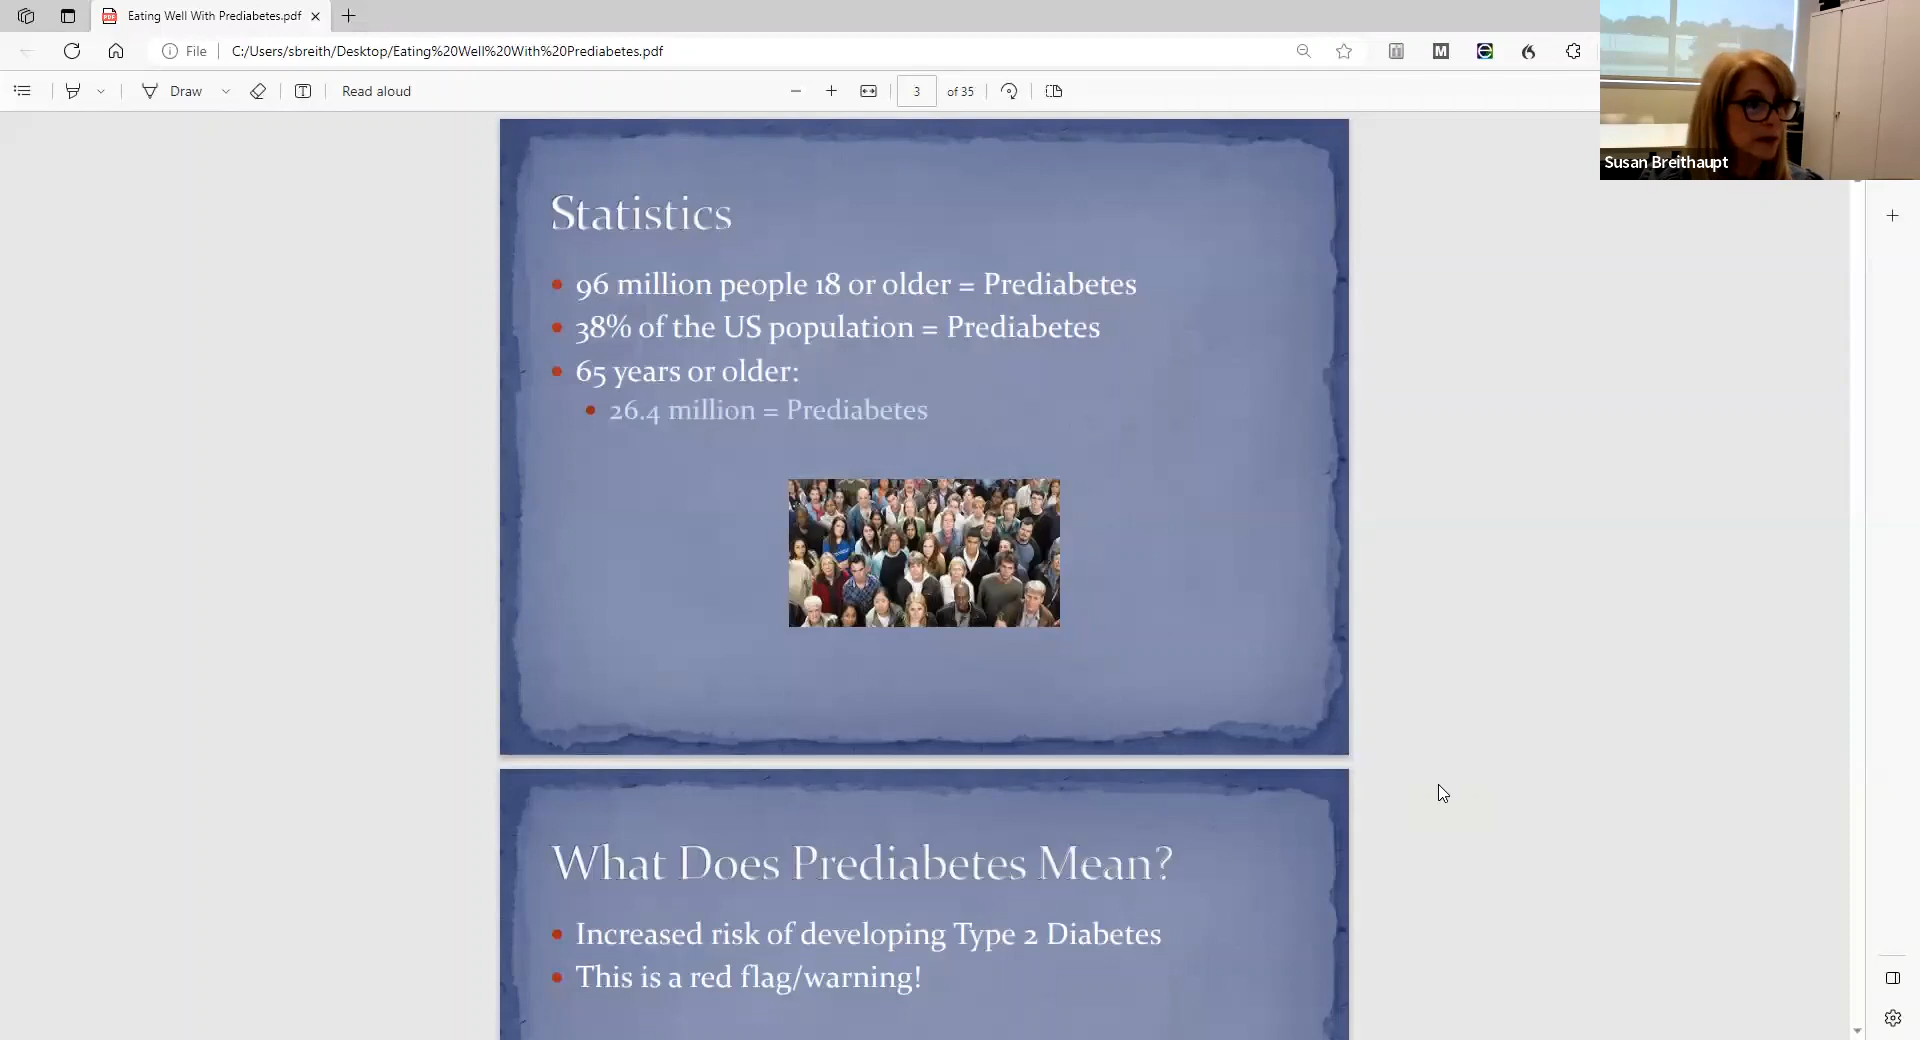 Eating Well With Prediabetes.pdf
File
C:/Users/sbreith/Desktop/Eating%20Well%20With%20Prediabetes.pdf
M
Draw
Read aloud
3
of 35
Susan Breithaupt
Statistics
96 million people 18 or older = Prediabetes
38% of the US population = Prediabetes
65 years or older:
26.4 million = Prediabetes
What Does Prediabetes Mean?
Increased risk of developing Type 2 Diabetes
This is a red flag/warning!